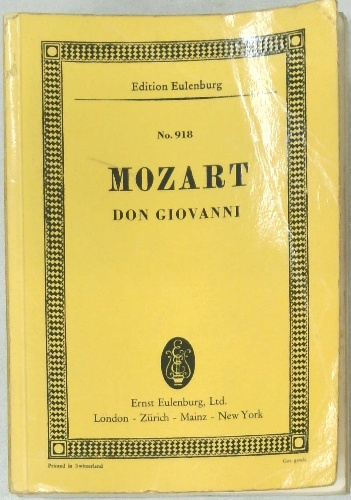 Edition Eulenburg
No. 918
MOZART
DON GIOVANNI
Ernst Eulenburg, Ltd.
London - Zürich - Mainz - New York
Printed in Switzerland